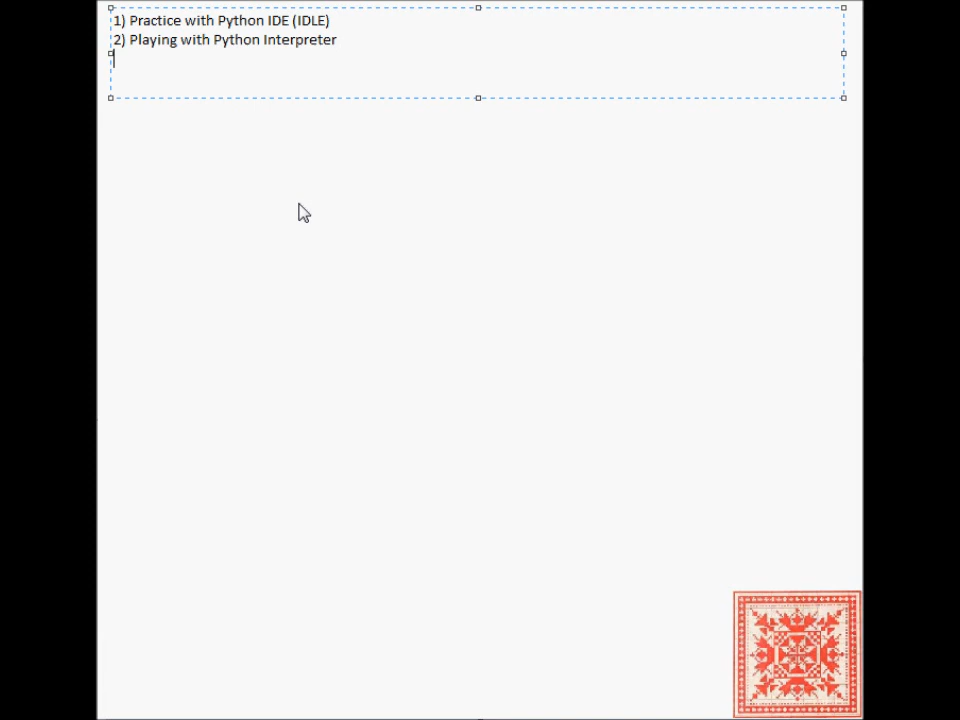 1) Practice with Python IDE (IDLE)
2) Playing with Python Interpreter